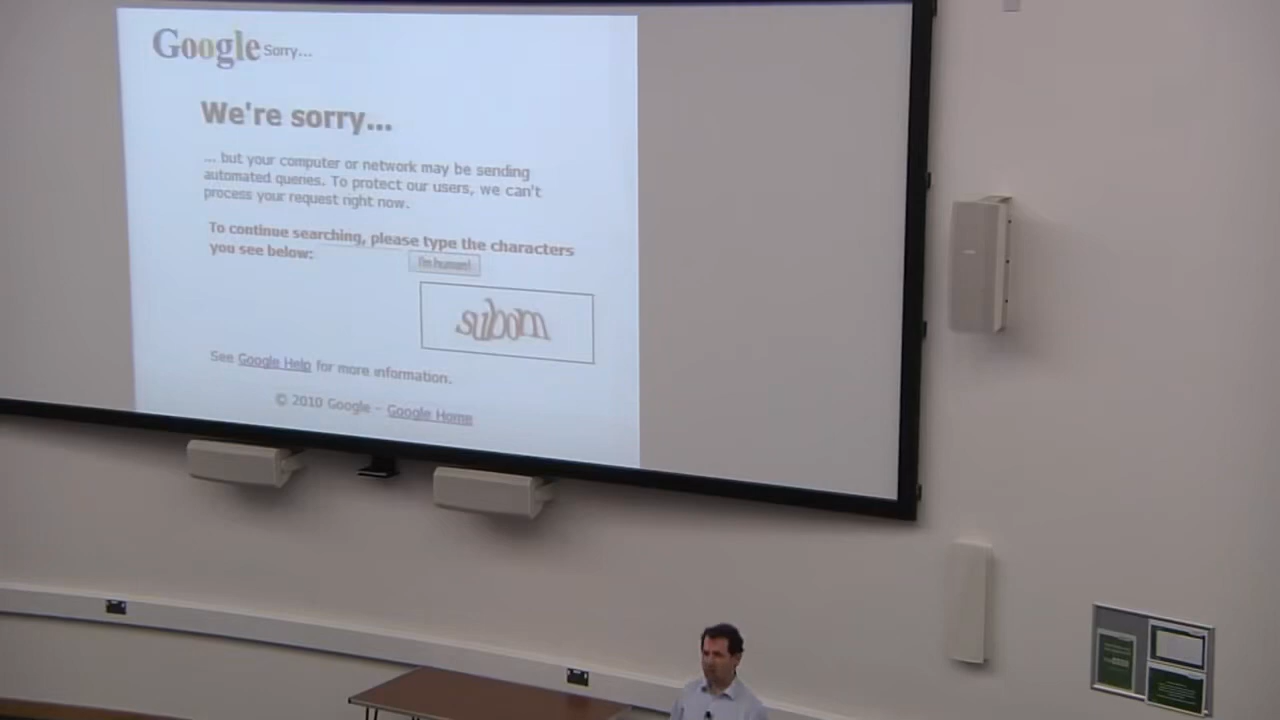 Google Sorry...
We're sorry...
... but your computer or network may be sending
automated queries. To protect our users, we can't
process your request right now.
To continue searching, please type the characters
you see below:
I'm human!
subom
See Google Help for more information.
© 2010 Google - Google Home